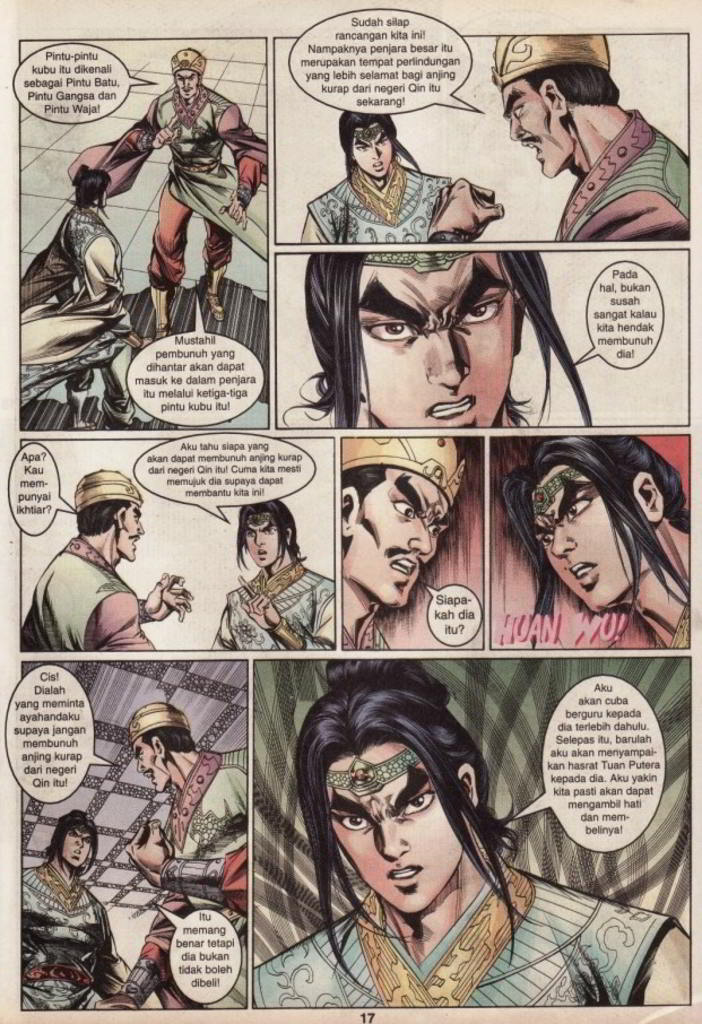 Pintu-pintu
kubu itu dikenali
sebagai Pintu Batu,
Pintu Gangsa dan
Pintu Waja!
Mustahil
pembunuh yang
dihantar akan dapat
masuk ke dalam penjara
itu melalui ketiga-tiga
pintu kubu itu!
Sudah silap
rancangan kita ini!
Nampaknya penjara besar itu
merupakan tempat perlindungan
yang lebih selamat bagi anjing
kurap dari negeri Qin itu
sekarang!
Pada
hal, bukan
susah
sangat kalau
kita hendak
membunuh
dia!
Apa?
Kau
mem-
punyai
ikhtiar?
Aku tahu siapa yang
akan dapat membunuh anjing kurap
dari negeri Qin itu! Cuma kita mesti
memujuk dia supaya dapat
membantu kita ini!
Siapa-
kah dia
itu?
HUAN WU!
Cis!
Dialah
yang meminta
ayahandaku
supaya jangan
membunuh
anjing kurap
dari negeri
Qin itu!
Itu
memang
benar tetapi
dia bukan
tidak boleh
dibeli!
Aku
akan cuba
berguru kepada
dia terlebih dahulu.
Selepas itu, barulah
aku akan menyampai-
kan hasrat Tuan Putera
kepada dia. Aku yakin
kita pasti akan dapat
mengambil hati
dan mem-
belinya!
17